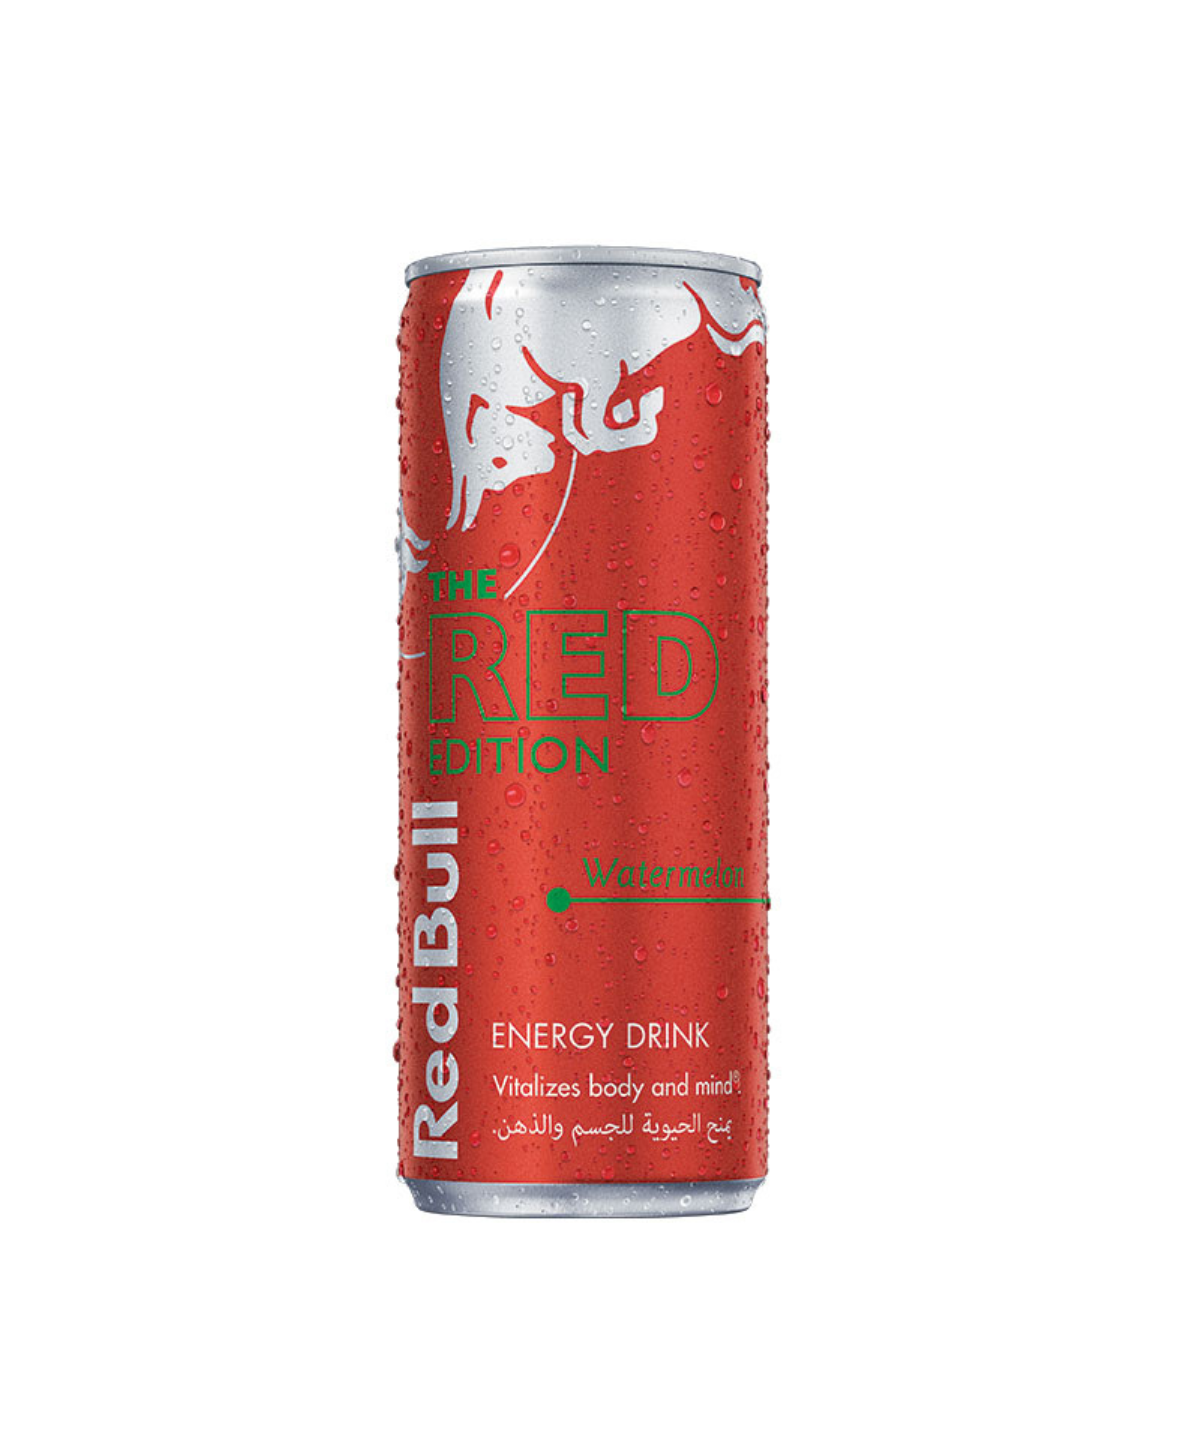 THE
RED
EDITION
Red Bull
Watermelon
ENERGY DRINK
Vitalizes body and mind®.
يمنح الحيوية للجسم والذهن.